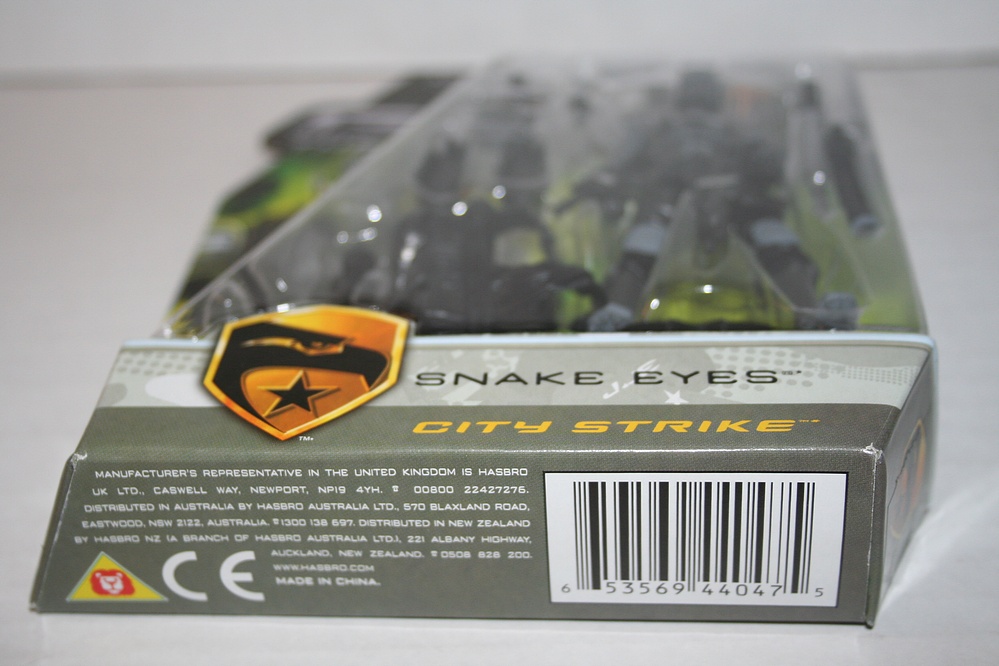 SNAKE EYES
CITY STRIKE™
TM
MANUFACTURER'S REPRESENTATIVE IN THE UNITED KINGDOM IS HASBRO
UK LTD., CASWELL WAY, NEWPORT, NP19 4YH. ☎ 00800 22427276.
DISTRIBUTED IN AUSTRALIA BY HASBRO AUSTRALIA LTD., 570 BLAXLAND ROAD,
EASTWOOD, NSW 2122, AUSTRALIA. ☎1300 138 697. DISTRIBUTED IN NEW ZEALAND
BY HASBRO NZ (A BRANCH OF HASBRO AUSTRALIA LTD.), 221 ALBANY HIGHWAY,
AUCKLAND, NEW ZEALAND. ☎ 0508 828 200.
WWW.HASBRO.COM
MADE IN CHINA.
CE
6 53569 44047 5